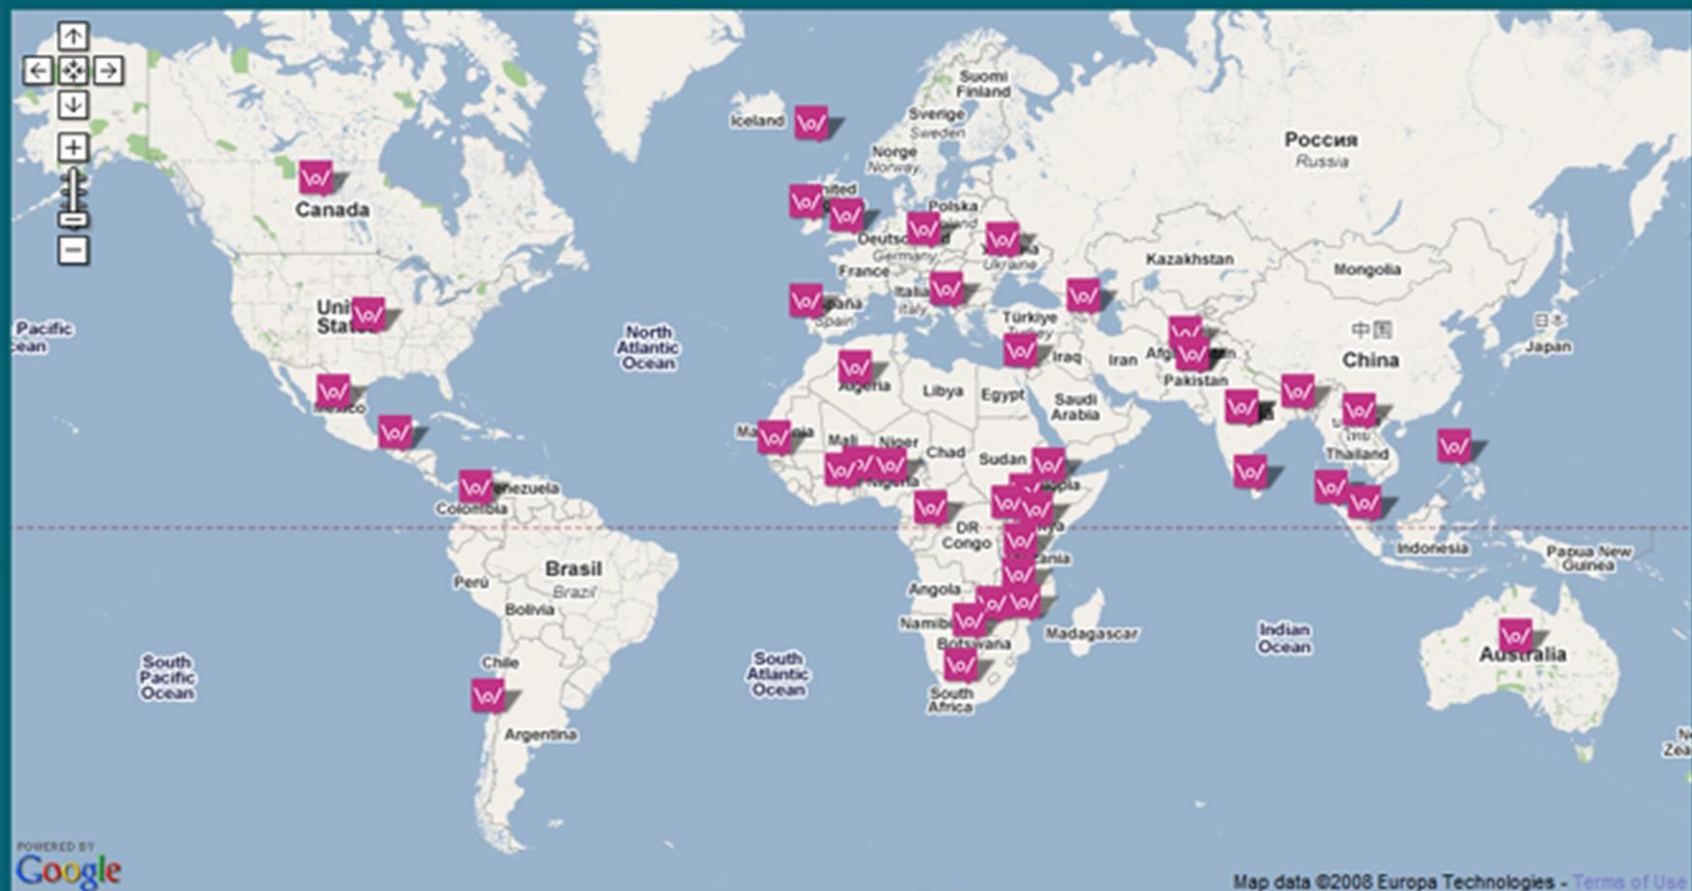 Suomi
Finland
Iceland
Sverige
Sweden
Россия
Russia
Norge
Norway
Canada
Polska
Germany
Ukraine
Kazakhstan
Mongolia
France
Italia
Italy
Spain
Türkiye
Turkey
中国
China
日本
Japan
North
Atlantic
Ocean
Pacific
Iraq
Iran
Pakistan
Algeria
Libya
Egypt
Saudi
Arabia
Mali
Niger
Chad
Sudan
Thailand
Nigeria
Colombia
DR
Congo
Indonesia
Papua New
Guinea
Brasil
Brazil
Perú
Bolivia
Angola
Madagascar
Botswana
Indian
Ocean
Australia
South
Pacific
Ocean
Chile
South
Atlantic
Ocean
South
Africa
Argentina
POWERED BY
Google
Map data ©2008 Europa Technologies - Terms of Use